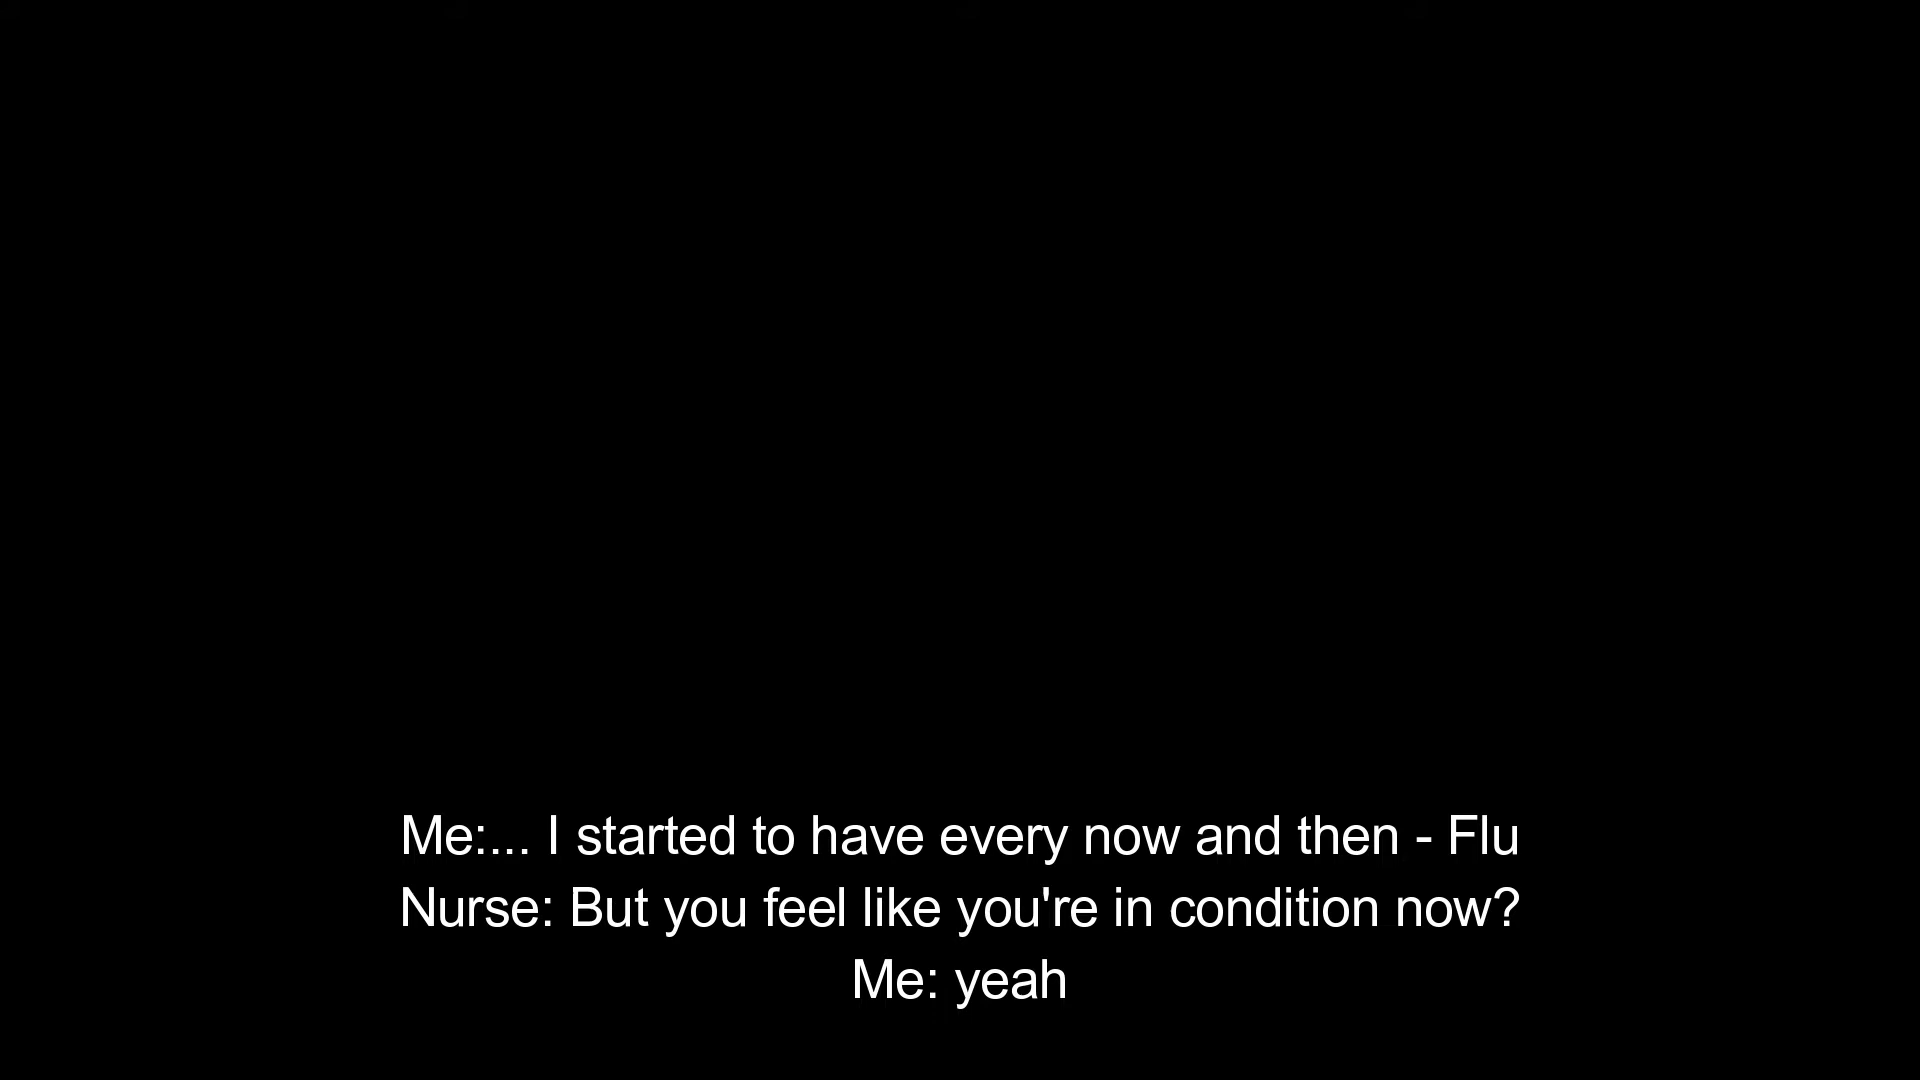 Me:... I started to have every now and then - Flu
Nurse: But you feel like you're in condition now?
Me: yeah